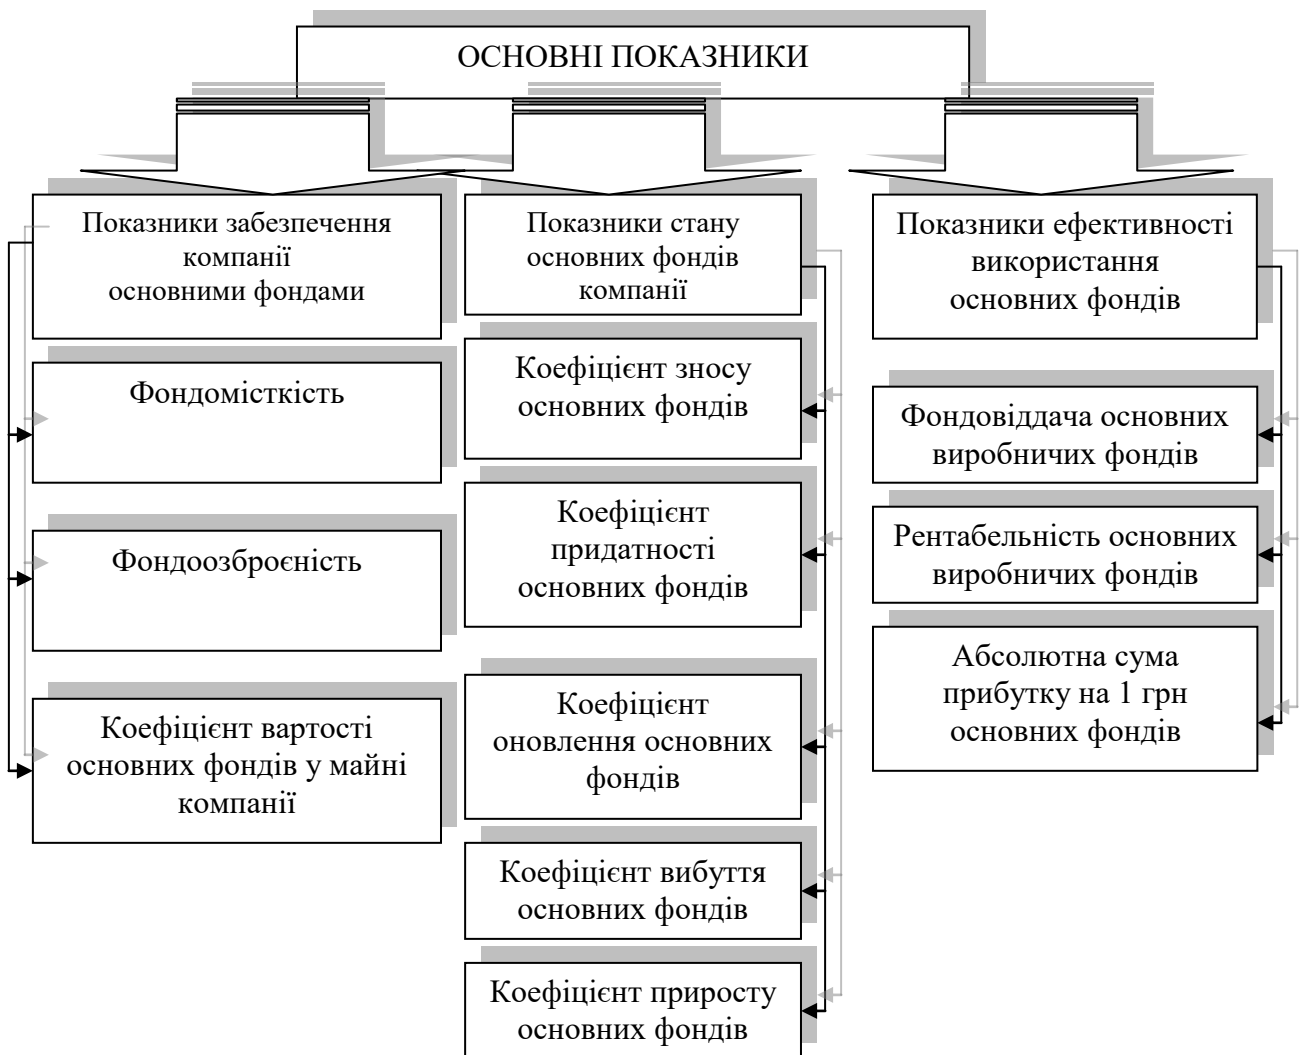 ОСНОВНІ ПОКАЗНИКИ
Показники забезпечення
компанії
основними фондами
Фондомісткість
Фондоозброєність
Коефіцієнт вартості
основних фондів у майні
компанії
Показники стану
основних фондів
компанії
Коефіцієнт зносу
основних фондів
Коефіцієнт
придатності
основних фондів
Коефіцієнт
оновлення основних
фондів
Коефіцієнт вибуття
основних фондів
Коефіцієнт приросту
основних фондів
Показники ефективності
використання
основних фондів
Фондовіддача основних
виробничих фондів
Рентабельність основних
виробничих фондів
Абсолютна сума
прибутку на 1 грн
основних фондів